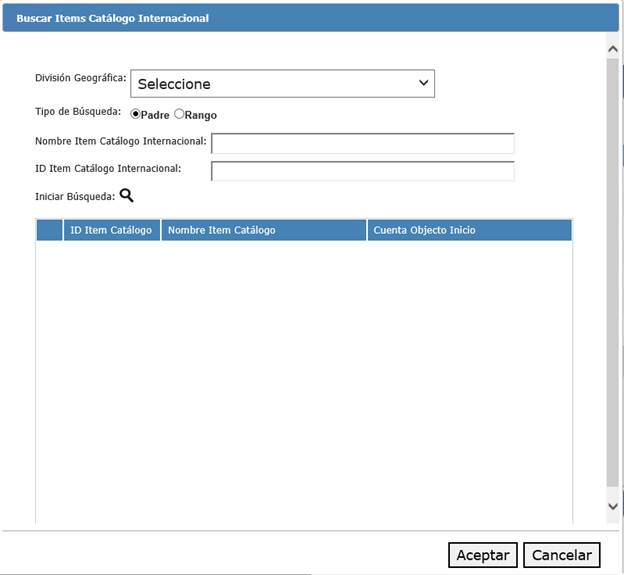 Buscar Items Catálogo Internacional
División Geográfica: Seleccione
Tipo de Búsqueda: Padre Rango
Nombre Item Catálogo Internacional:
ID Item Catálogo Internacional:
Iniciar Búsqueda:
ID Item Catálogo Nombre Item Catálogo Cuenta Objecto Inicio
Aceptar Cancelar